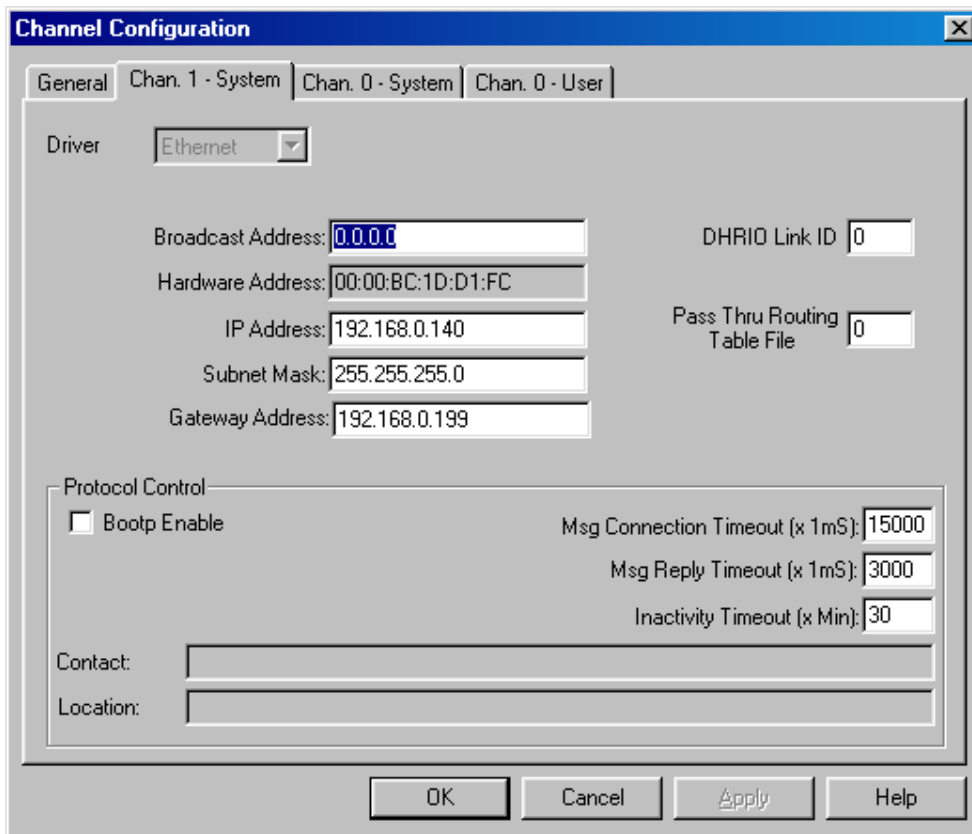 Channel Configuration
General
Chan. 1 - System
Chan. 0 - System
Chan. 0 - User
Driver
Ethernet
Broadcast Address: 0.0.0.0
DHRIO Link ID 0
Hardware Address: 00:00:BC:1D:D1:FC
IP Address: 192.168.0.140
Pass Thru Routing
Table File 0
Subnet Mask: 255.255.255.0
Gateway Address: 192.168.0.199
Protocol Control
Bootp Enable
Msg Connection Timeout (x 1mS): 15000
Msg Reply Timeout (x 1mS): 3000
Inactivity Timeout (x Min): 30
Contact:
Location:
OK
Cancel
Apply
Help